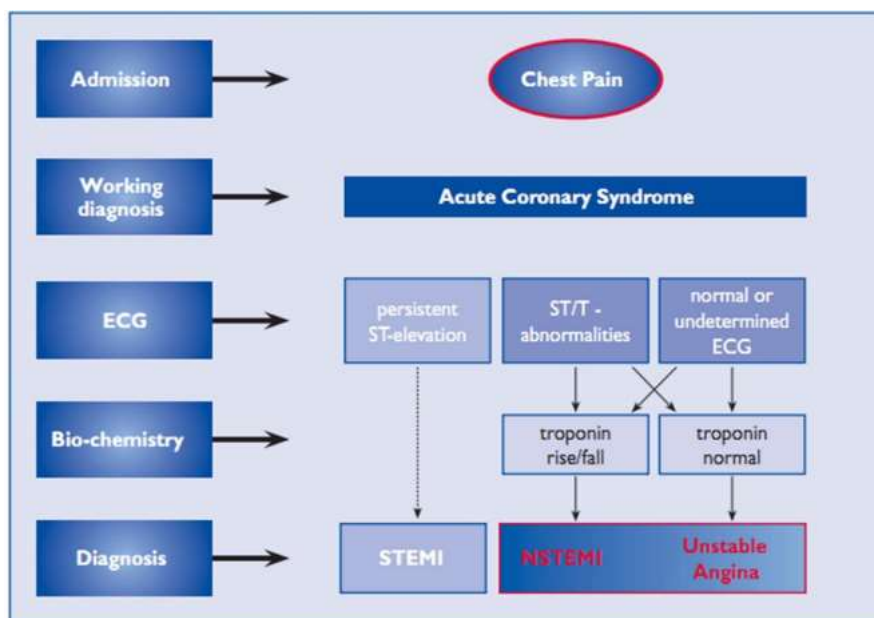 Admission
Chest Pain
Working
diagnosis
Acute Coronary Syndrome
ECG
persistent
ST-elevation
ST/T -
abnormalities
normal or
undetermined
ECG
Bio-chemistry
troponin
rise/fall
troponin
normal
Diagnosis
STEMI
NSTEMI
Unstable
Angina